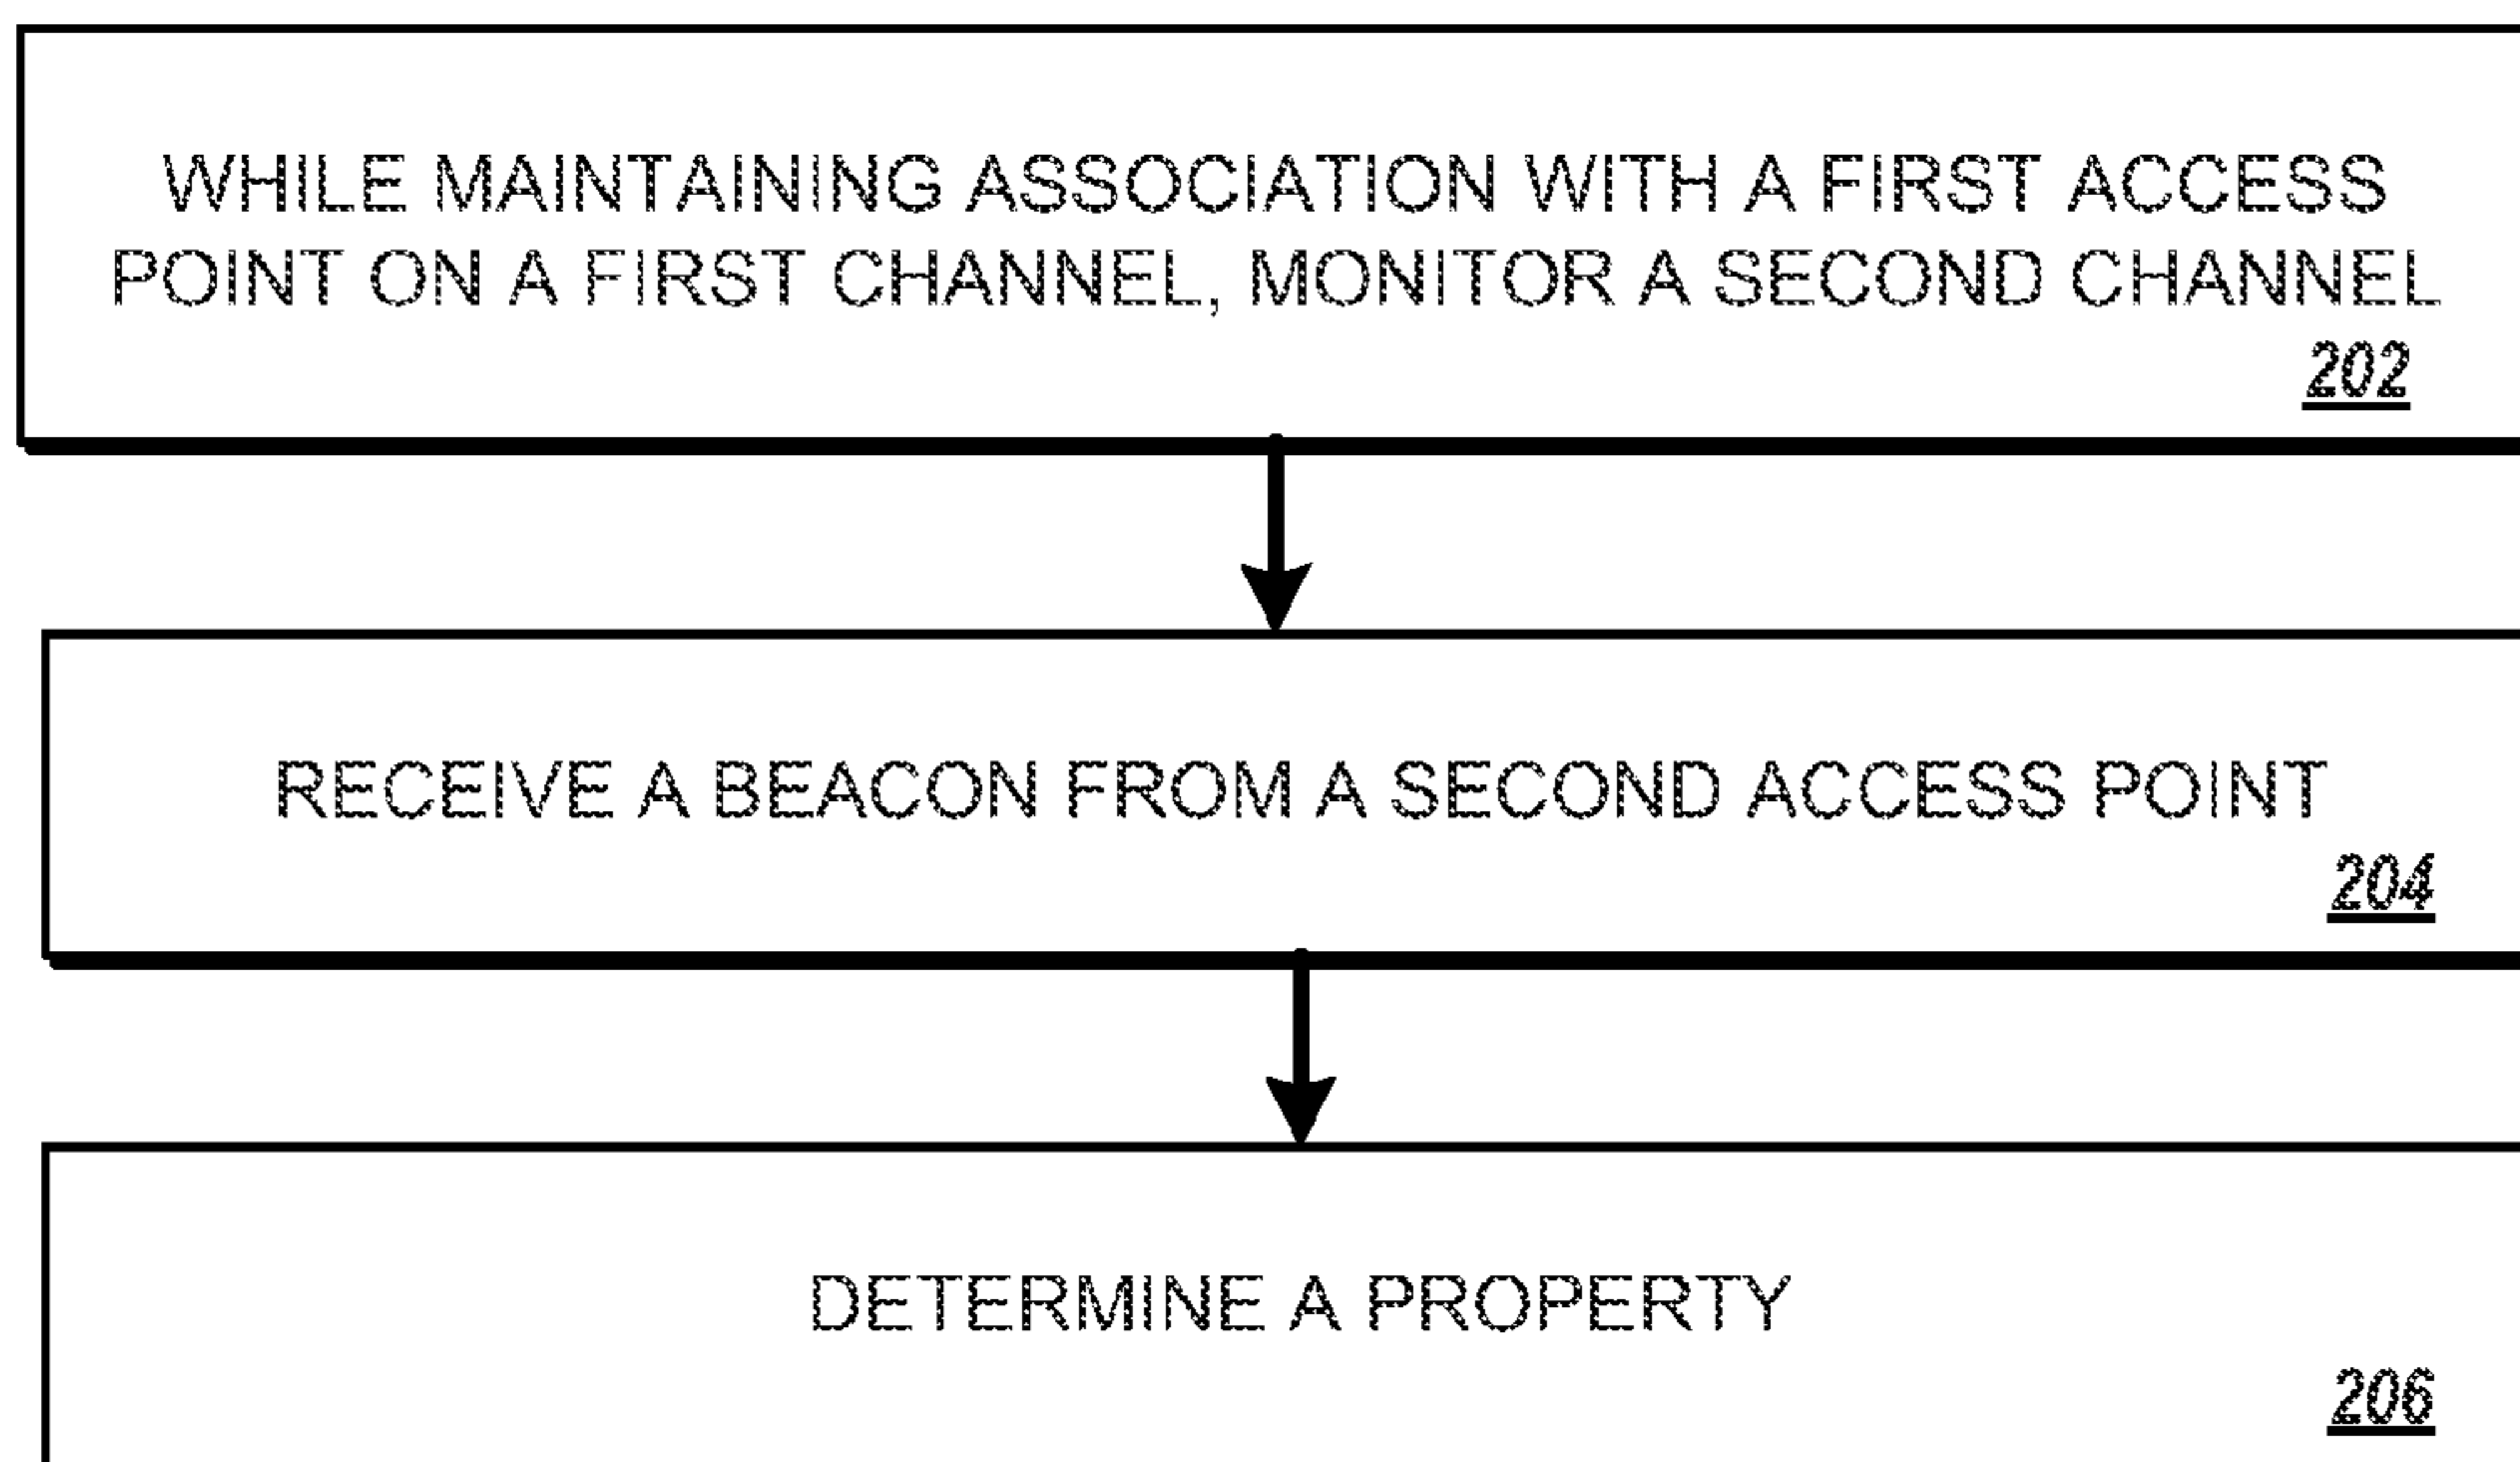 WHILE MAINTAINING ASSOCIATION WITH A FIRST ACCESS
POINT ON A FIRST CHANNEL, MONITOR A SECOND CHANNEL
202
RECEIVE A BEACON FROM A SECOND ACCESS POINT
204
DETERMINE A PROPERTY
206